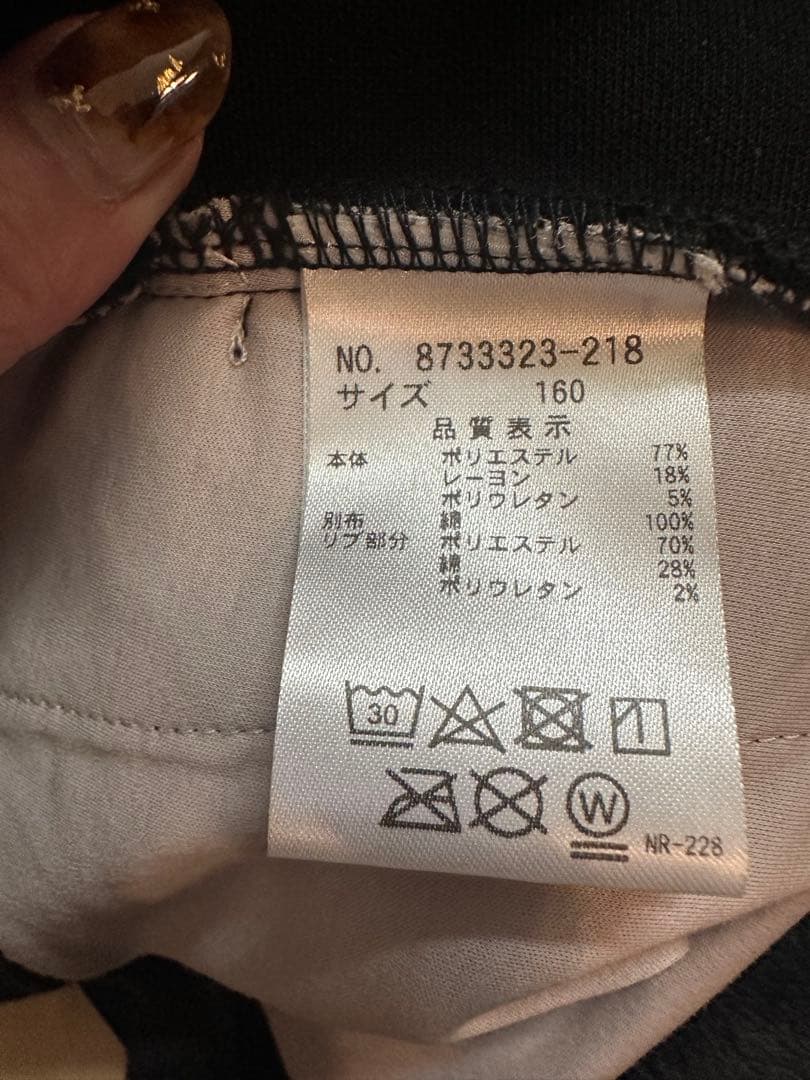 NO. 8733323-218
サイズ 160
品質表示
本体 ポリエステル 77%
レーヨン 18%
ポリウレタン 5%
別布 綿 100%
リブ部分 ポリエステル 70%
綿 28%
ポリウレタン 2%
30
W
NR-228